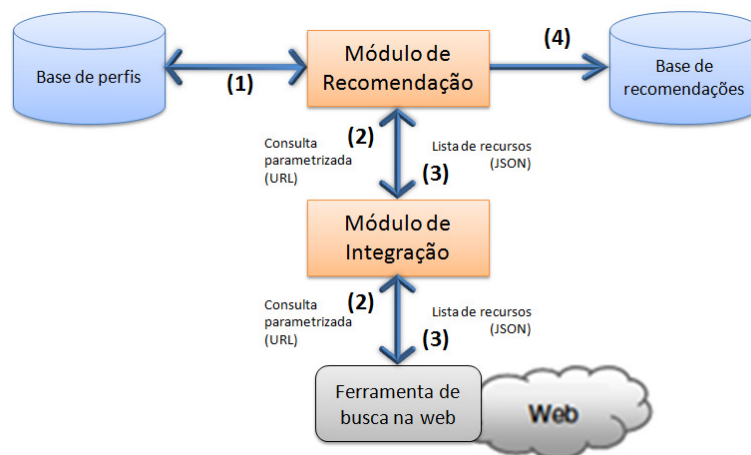 Base de perfis
(1)
Módulo de
Recomendação
(4)
Base de
recomendações
Consulta
parametrizada
(URL)
(2)
(3)
Lista de recursos
(JSON)
Módulo de
Integração
Consulta
parametrizada
(URL)
(2)
(3)
Lista de recursos
(JSON)
Ferramenta de
busca na web
Web